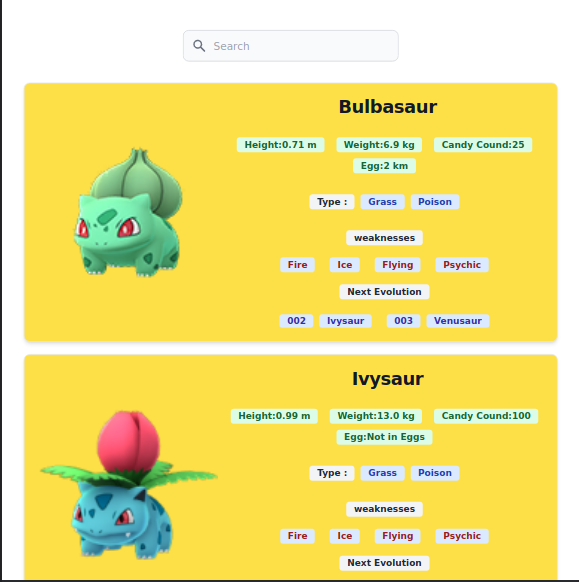 Search
Bulbasaur
Height:0.71 m Weight:6.9 kg Candy Cound:25
Egg:2 km
Type : Grass Poison
weaknesses
Fire Ice Flying Psychic
Next Evolution
002 Ivysaur 003 Venusaur
Ivysaur
Height:0.99 m Weight:13.0 kg Candy Cound:100
Egg:Not in Eggs
Type : Grass Poison
weaknesses
Fire Ice Flying Psychic
Next Evolution